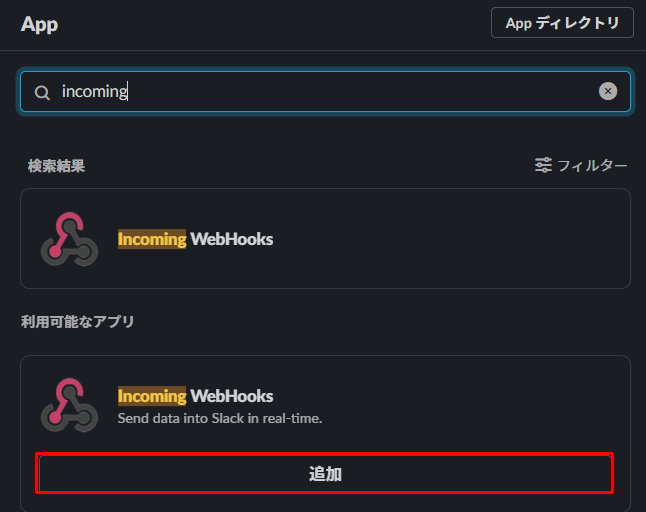 App
App ディレクトリ
incoming
検索結果
フィルター
Incoming WebHooks
利用可能なアプリ
Incoming WebHooks
Send data into Slack in real-time.
追加